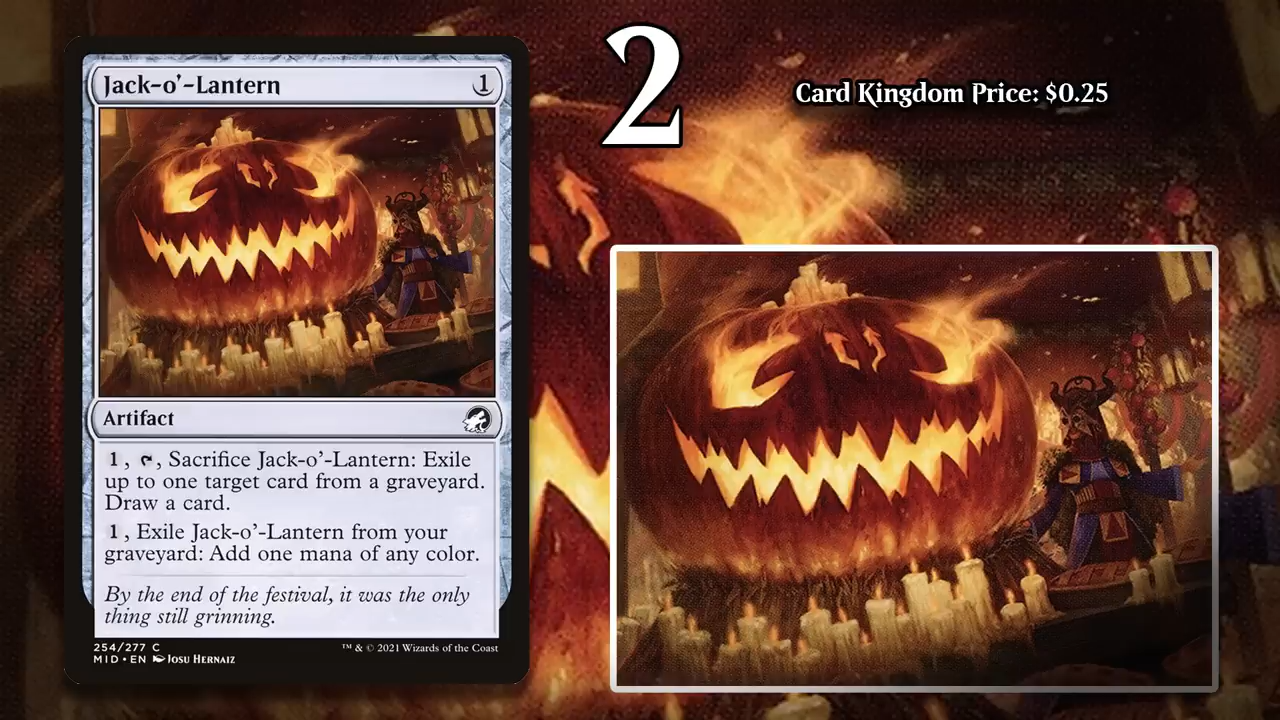 Jack-o'-Lantern 1
Artifact
1, , Sacrifice Jack-o'-Lantern: Exile
up to one target card from a graveyard.
Draw a card.
1, Exile Jack-o'-Lantern from your
graveyard: Add one mana of any color.
By the end of the festival, it was the only
thing still grinning.
254/277 C
MID • EN Josu Hernaiz
™ & © 2021 Wizards of the Coast
2
Card Kingdom Price: $0.25